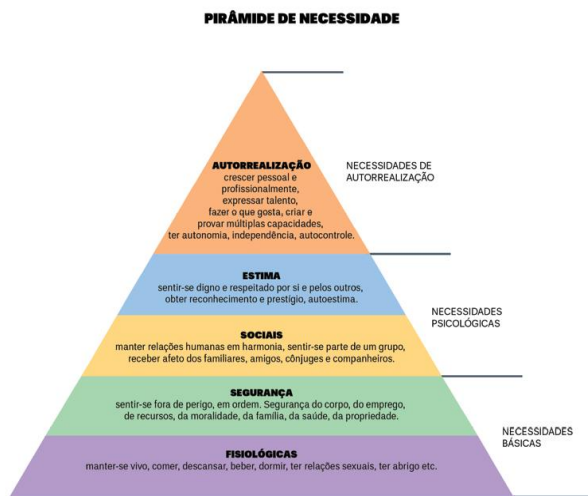 PIRÂMIDE DE NECESSIDADE
AUTORREALIZAÇÃO
crescer pessoal e
profissionalmente,
expressar talento,
fazer o que gosta, criar e
provar múltiplas capacidades,
ter autonomia, independência, autocontrole.
NECESSIDADES DE
AUTORREALIZAÇÃO
ESTIMA
sentir-se digno e respeitado por si e pelos outros,
obter reconhecimento e prestígio, autoestima.
SOCIAIS
manter relações humanas em harmonia, sentir-se parte de um grupo,
receber afeto dos familiares, amigos, cônjuges e companheiros.
NECESSIDADES
PSICOLÓGICAS
SEGURANÇA
sentir-se fora de perigo, em ordem. Segurança do corpo, do emprego,
de recursos, da moralidade, da família, da saúde, da propriedade.
FISIOLÓGICAS
manter-se vivo, comer, descansar, beber, dormir, ter relações sexuais, ter abrigo etc.
NECESSIDADES
BÁSICAS